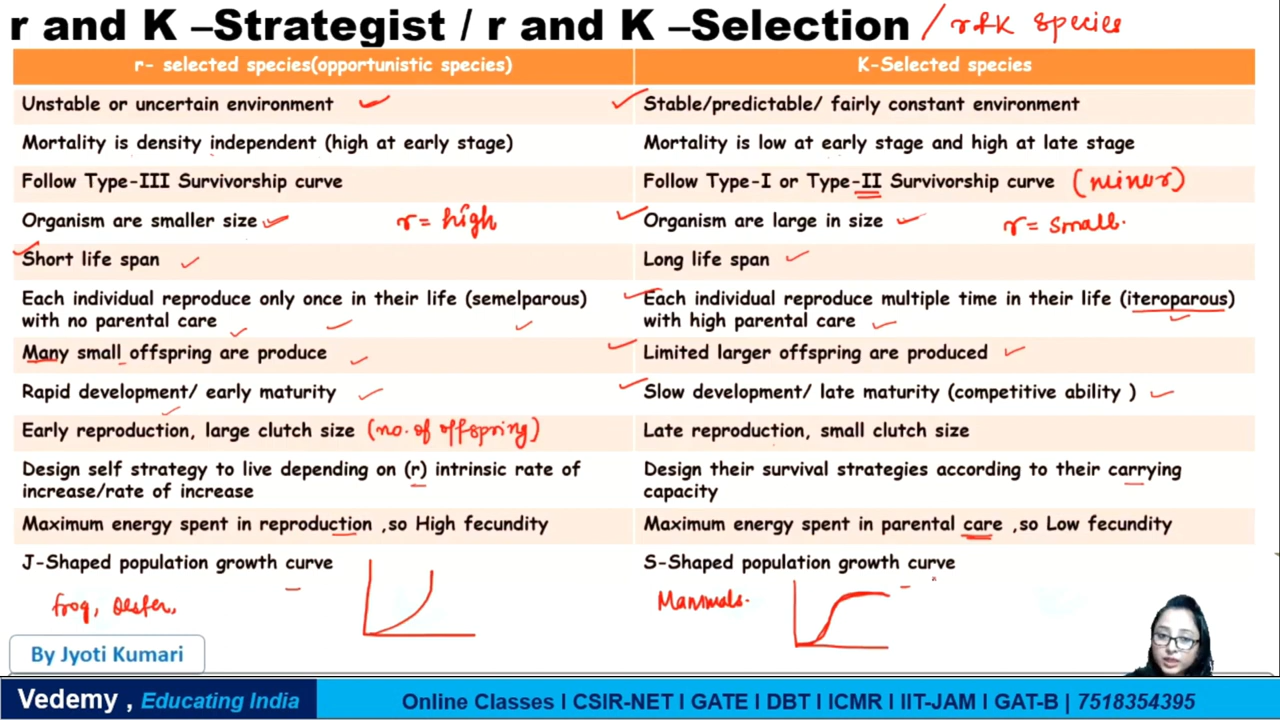 r and K –Strategist / r and K –Selection / r & K species
r- selected species(opportunistic species)
K-Selected species
Unstable or uncertain environment
Stable/predictable/ fairly constant environment
Mortality is density independent (high at early stage)
Mortality is low at early stage and high at late stage
Follow Type-III Survivorship curve
Follow Type-I or Type-II Survivorship curve (minor)
Organism are smaller size r = high
Organism are large in size r = small.
Short life span
Long life span
Each individual reproduce only once in their life (semelparous)
with no parental care
Each individual reproduce multiple time in their life (iteroparous)
with high parental care
Many small offspring are produce
Limited larger offspring are produced
Rapid development/ early maturity
Slow development/ late maturity (competitive ability )
Early reproduction, large clutch size (no. of offspring)
Late reproduction, small clutch size
Design self strategy to live depending on (r) intrinsic rate of
increase/rate of increase
Design their survival strategies according to their carrying
capacity
Maximum energy spent in reproduction ,so High fecundity
Maximum energy spent in parental care ,so Low fecundity
J-Shaped population growth curve
S-Shaped population growth curve
frog,
Mammals.
By Jyoti Kumari
Vedemy , Educating India
Online Classes I CSIR-NET I GATE I DBT I ICMR I IIT-JAM I GAT-B | 7518354395